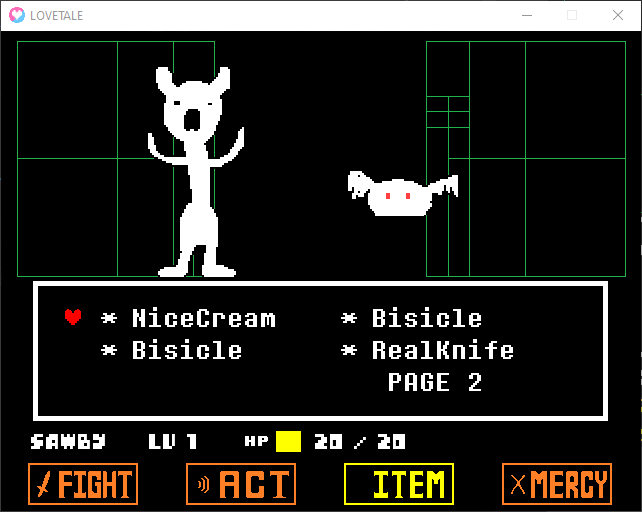 LOVETALE
* NiceCream * Bisicle
* Bisicle * RealKnife
PAGE 2
SAWBY LV 1 HP 20 / 20
FIGHT ACT ITEM MERCY